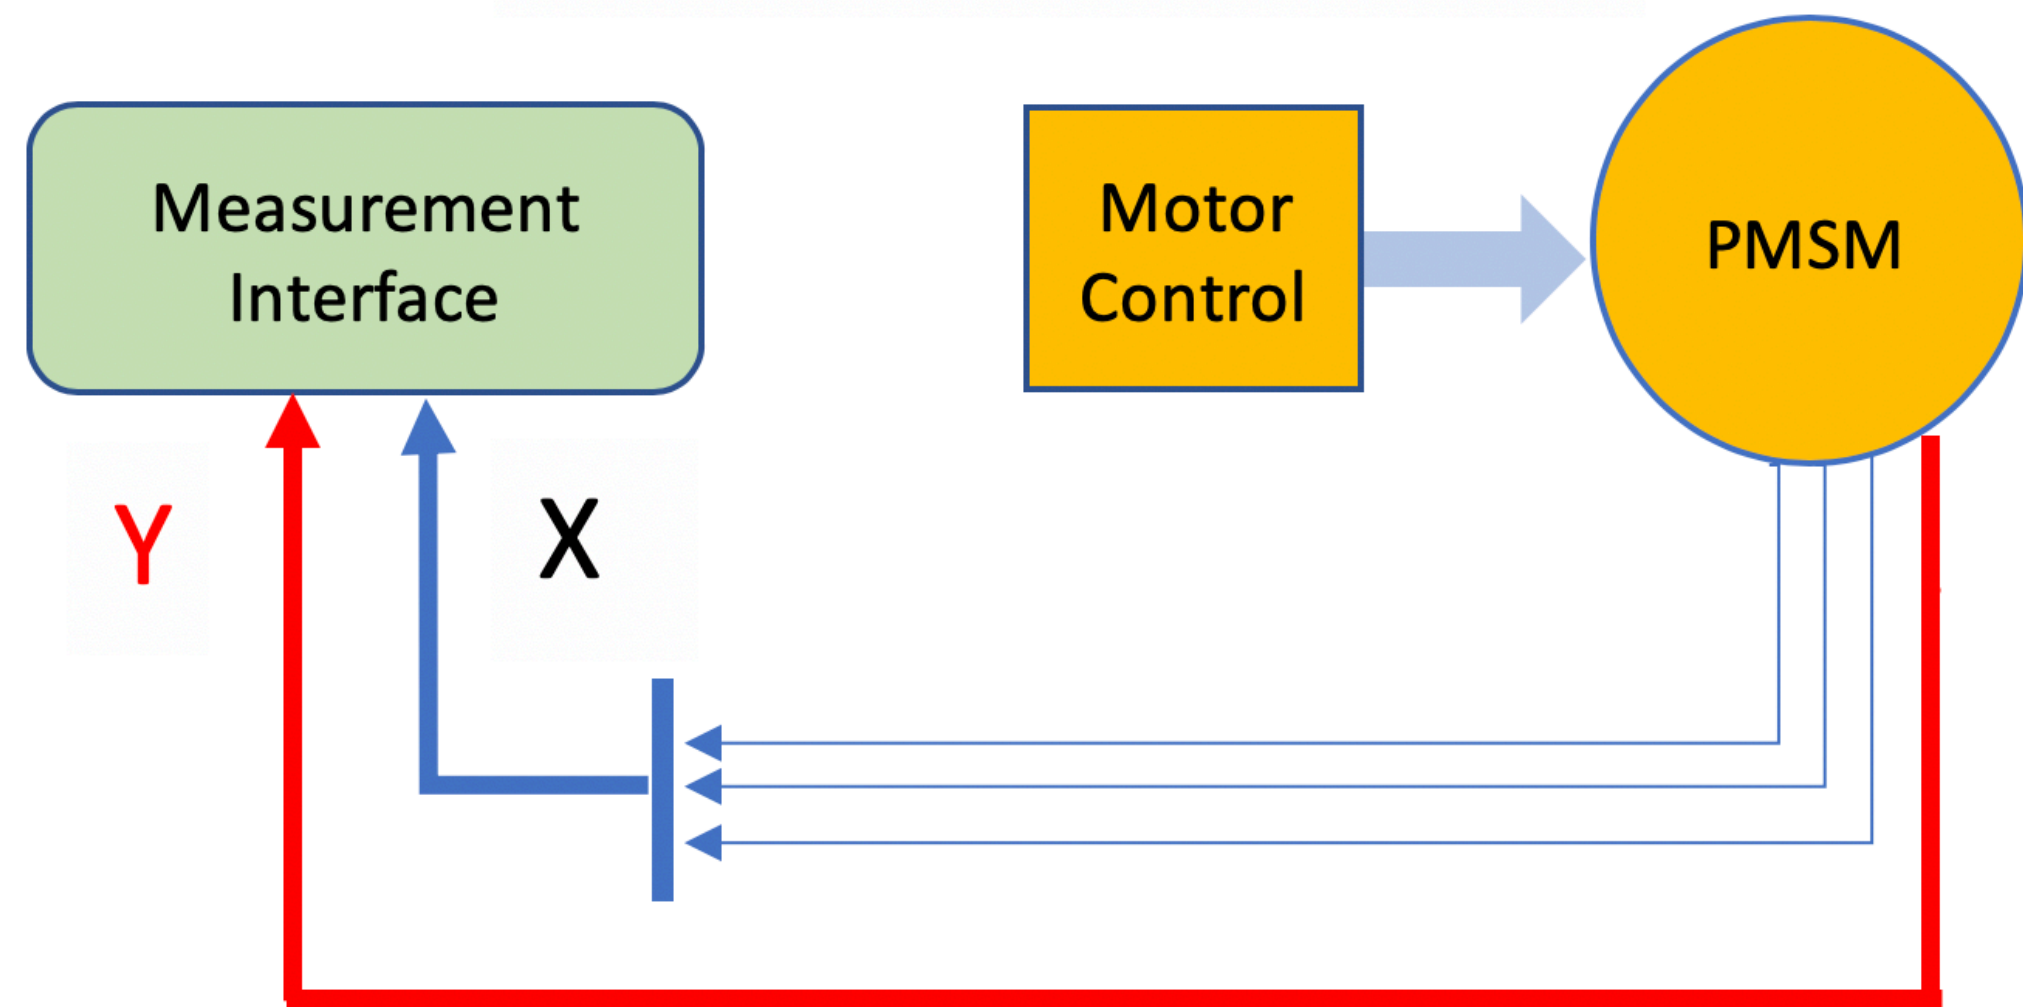 Measurement
Interface
Motor
Control
PMSM
Y
X